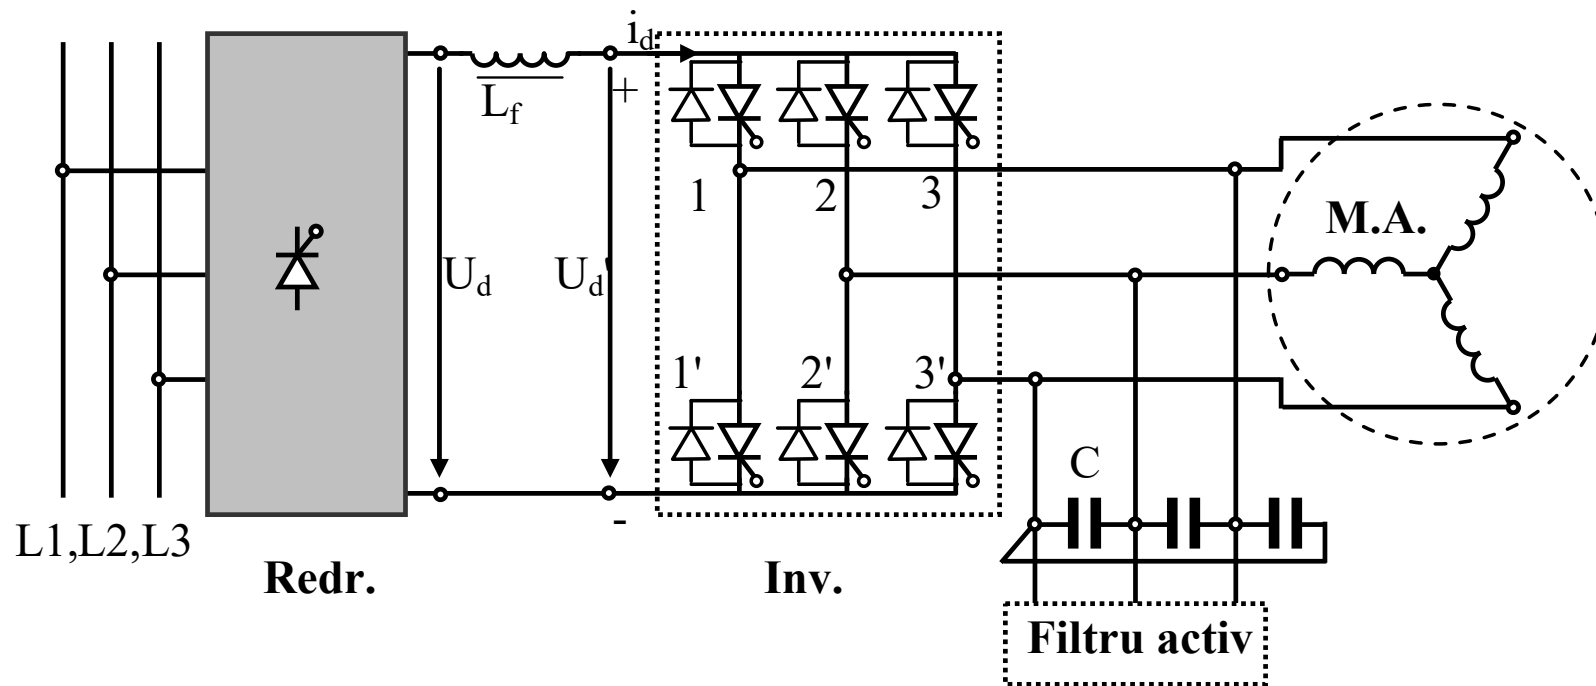 i_d
L_f
+
U_d
U_d'
1
2
3
M.A.
1'
2'
3'
C
-
L1,L2,L3
Redr.
Inv.
Filtru activ